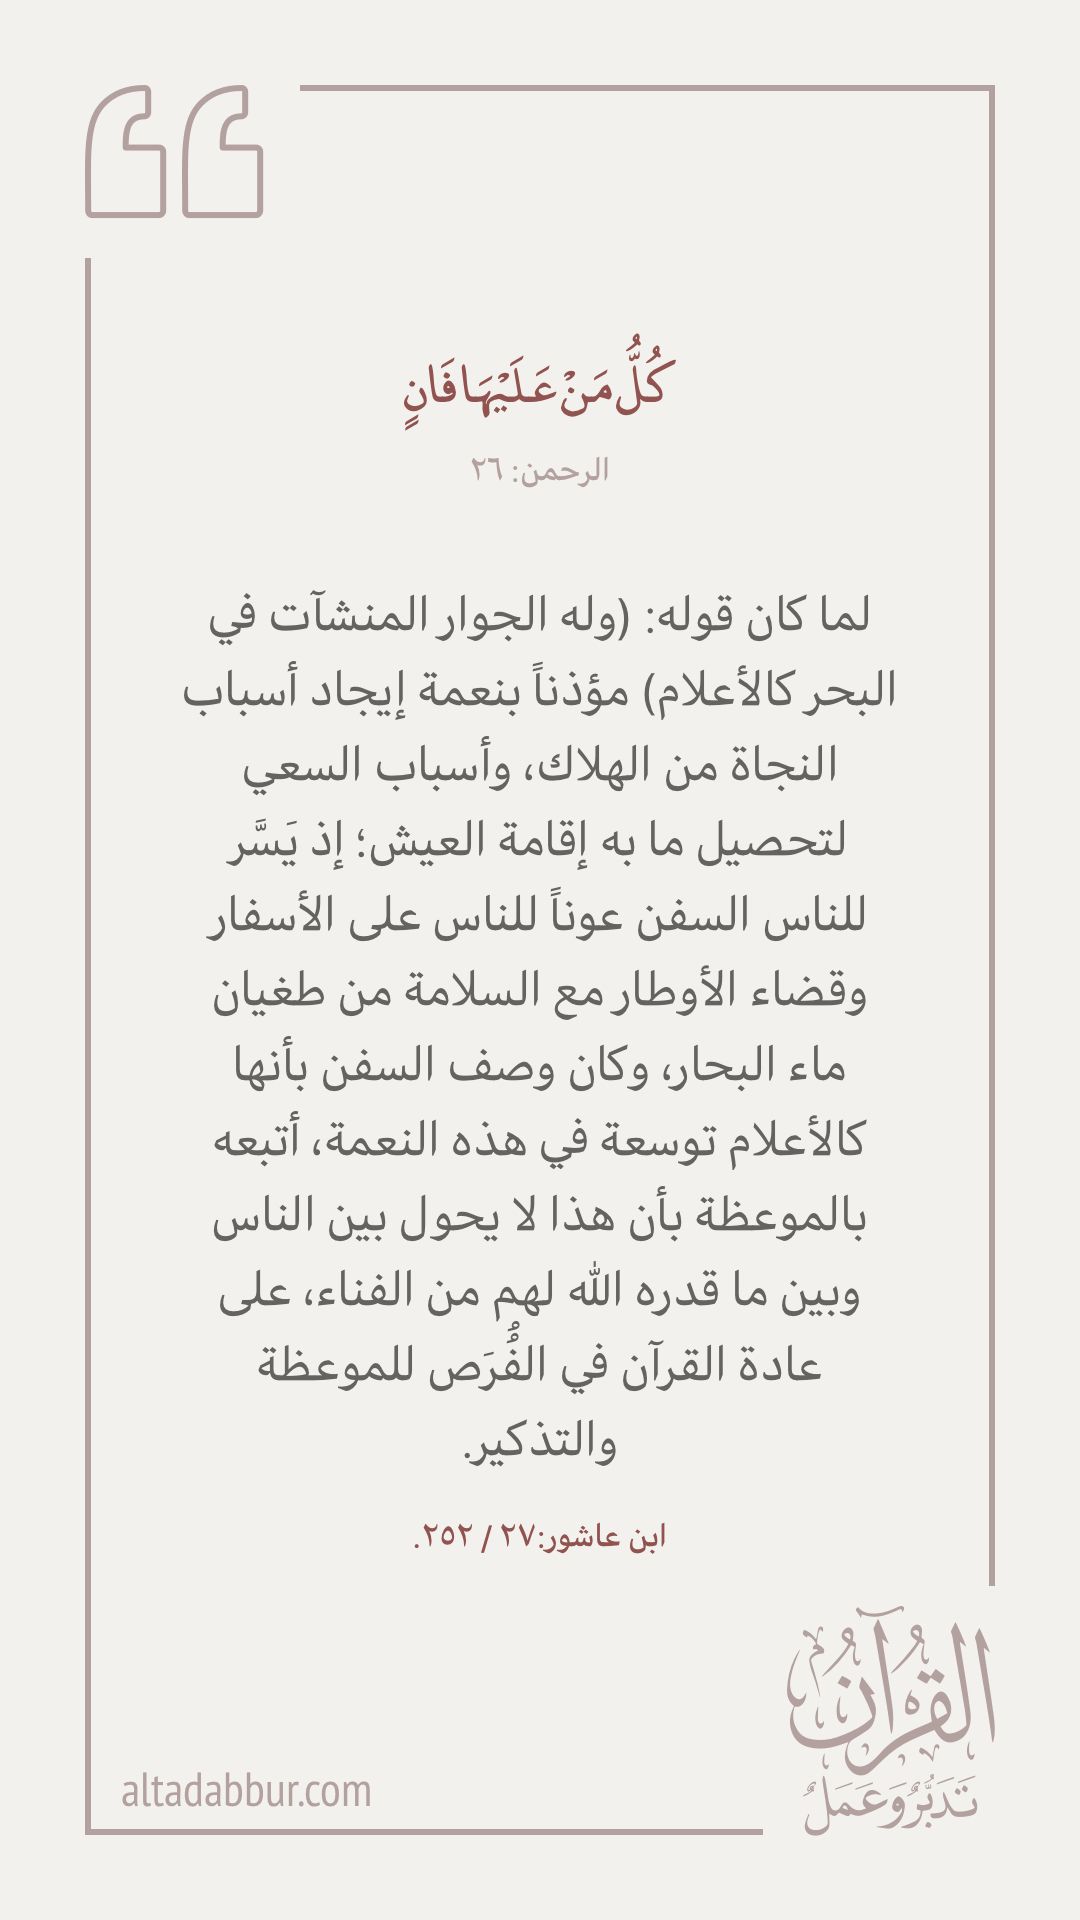 كُلُّ مَنْ عَلَيْهَا فَانٍ
الرحمن: ٢٦
لما كان قوله: (وله الجوار المنشآت في
البحر كالأعلام) مؤذناً بنعمة إيجاد أسباب
النجاة من الهلاك، وأسباب السعي
لتحصيل ما به إقامة العيش؛ إذ يَسَّر
للناس السفن عوناً للناس على الأسفار
وقضاء الأوطار مع السلامة من طغيان
ماء البحار، وكان وصف السفن بأنها
كالأعلام توسعة في هذه النعمة، أتبعه
بالموعظة بأن هذا لا يحول بين الناس
وبين ما قدره الله لهم من الفناء، على
عادة القرآن في الفُْرَص للموعظة
والتذكير.
ابن عاشور:٢٧ / ٢٥٢.
القُرآنُ
تَدَبُّرٌ وَعَمَلٌ
altadabbur.com